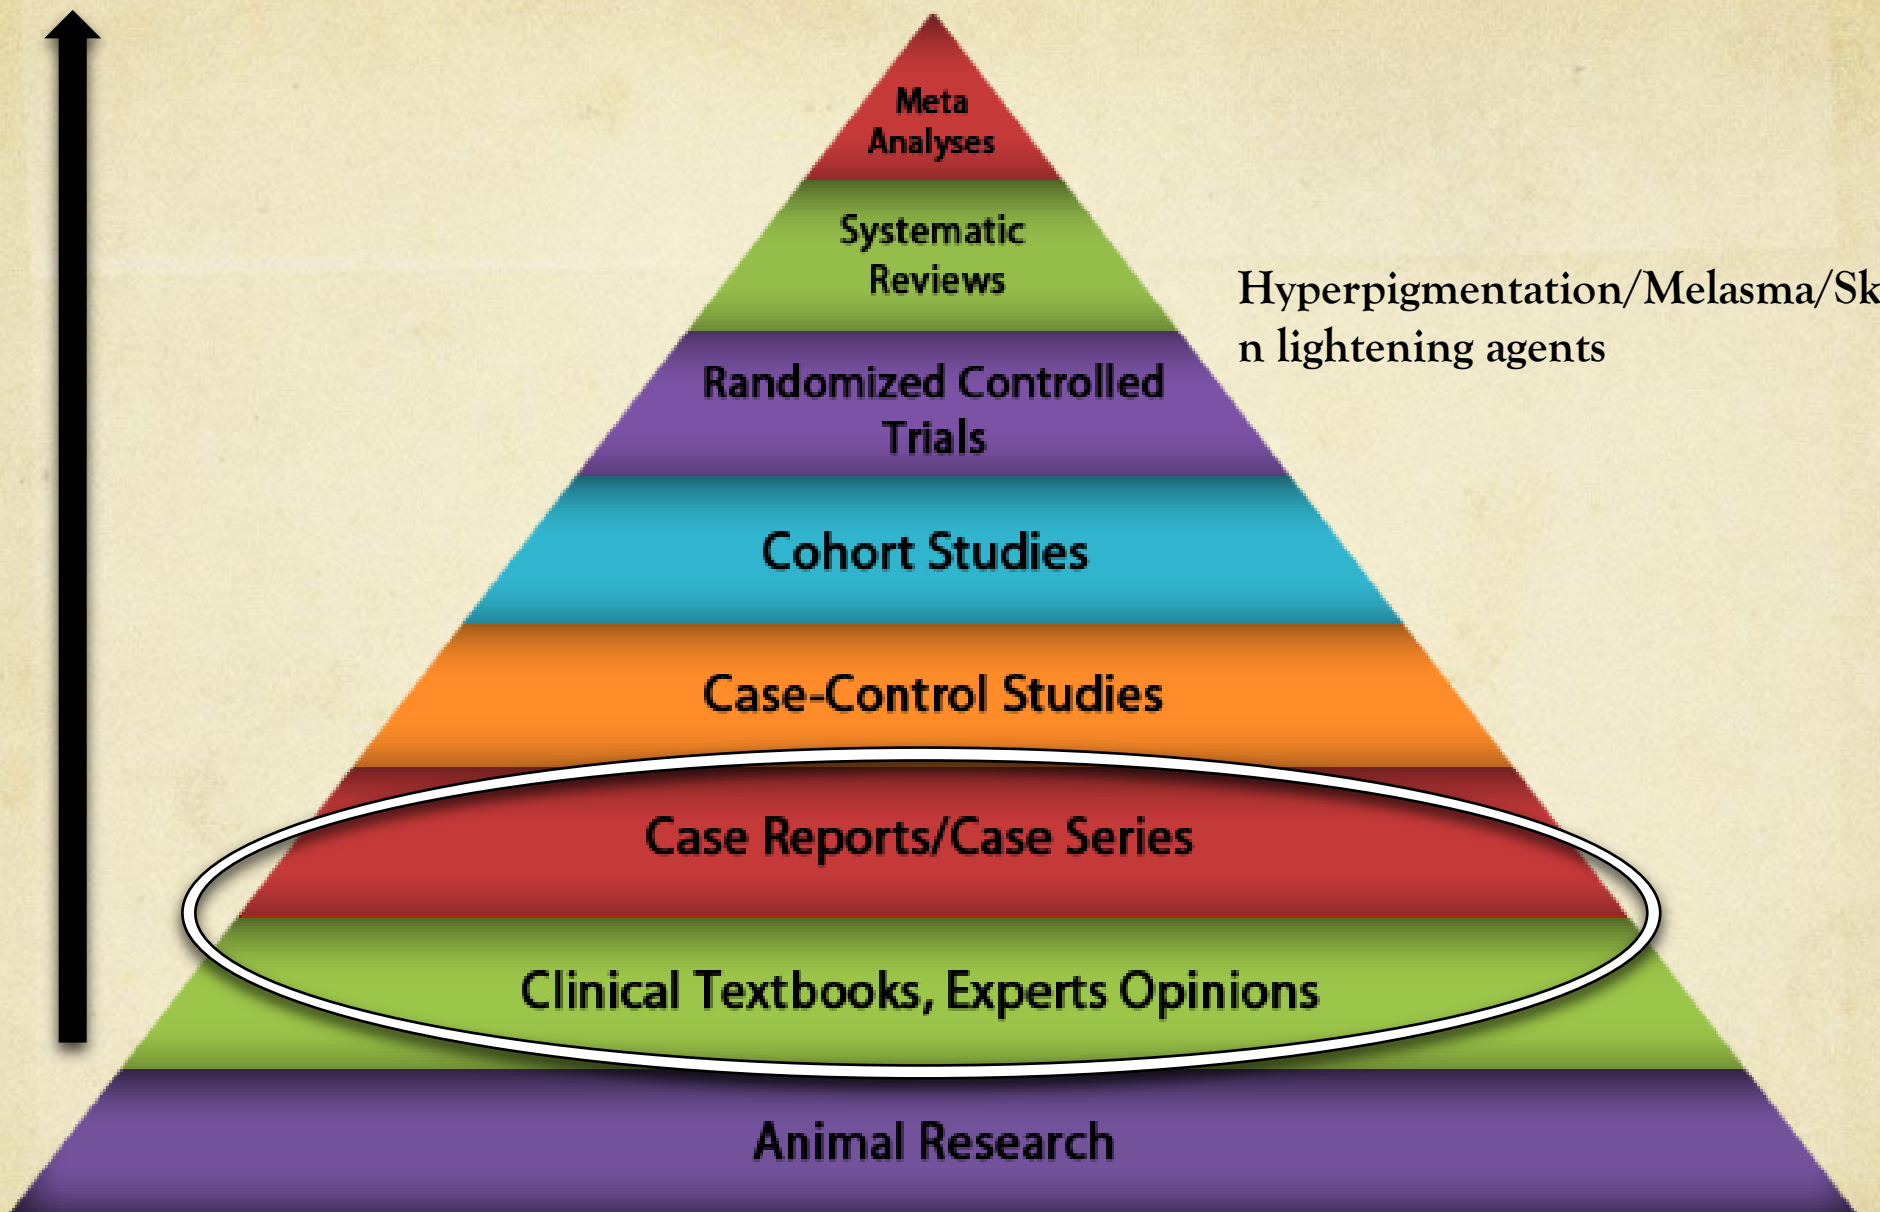 Meta
Analyses
Systematic
Reviews
Hyperpigmentation/Melasma/Sk
n lightening agents
Randomized Controlled
Trials
Cohort Studies
Case-Control Studies
Case Reports/Case Series
Clinical Textbooks, Experts Opinions
Animal Research